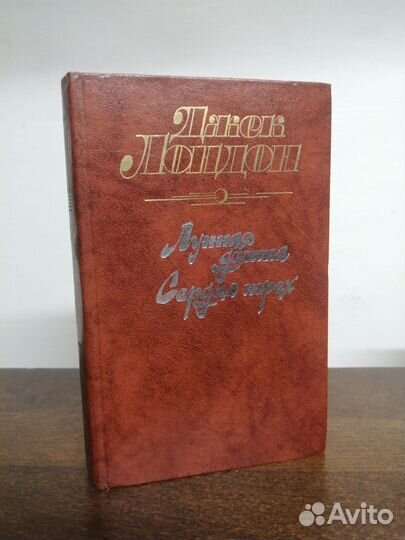 Джек
Лондон
Лунная
долина
Сердца трех
Avito